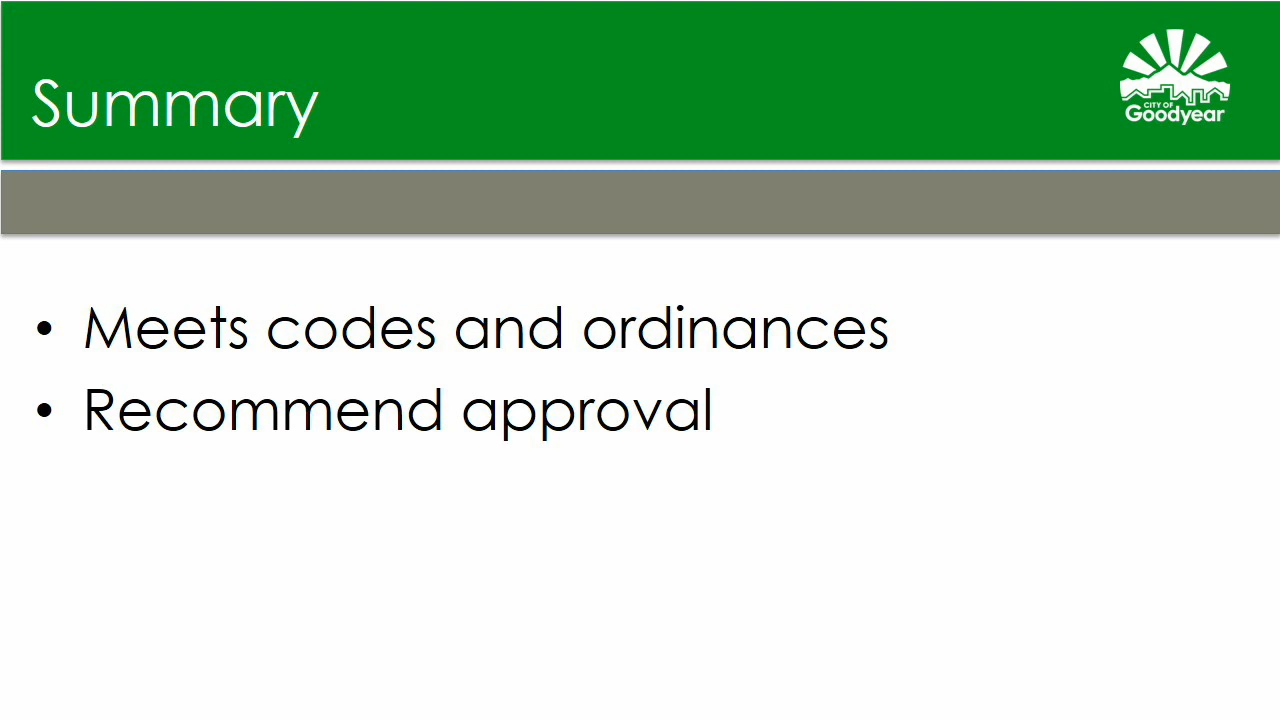 Summary
CITY OF
Goodyear
• Meets codes and ordinances
• Recommend approval